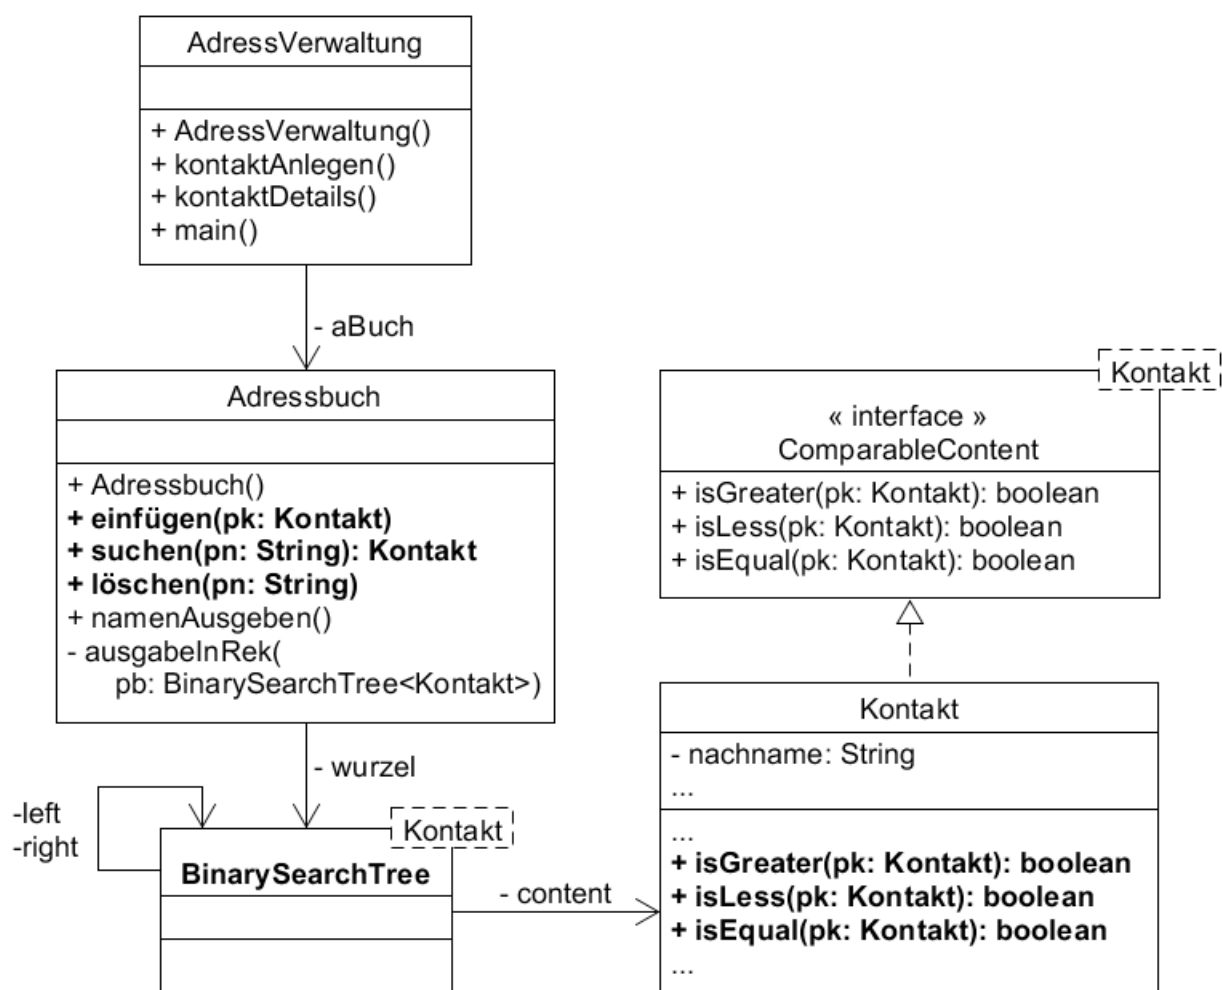 AdressVerwaltung
+ AdressVerwaltung()
+ kontaktAnlegen()
+ kontaktDetails()
+ main()
- aBuch
Adressbuch
+ Adressbuch()
+ einfügen(pk: Kontakt)
+ suchen(pn: String): Kontakt
+ löschen(pn: String)
+ namenAusgeben()
- ausgabeInRek(
pb: BinarySearchTree<Kontakt>)
Kontakt
« interface »
ComparableContent
+ isGreater(pk: Kontakt): boolean
+ isLess(pk: Kontakt): boolean
+ isEqual(pk: Kontakt): boolean
- wurzel
-left
-right
Kontakt
BinarySearchTree
- content
Kontakt
- nachname: String
...
...
+ isGreater(pk: Kontakt): boolean
+ isLess(pk: Kontakt): boolean
+ isEqual(pk: Kontakt): boolean
...